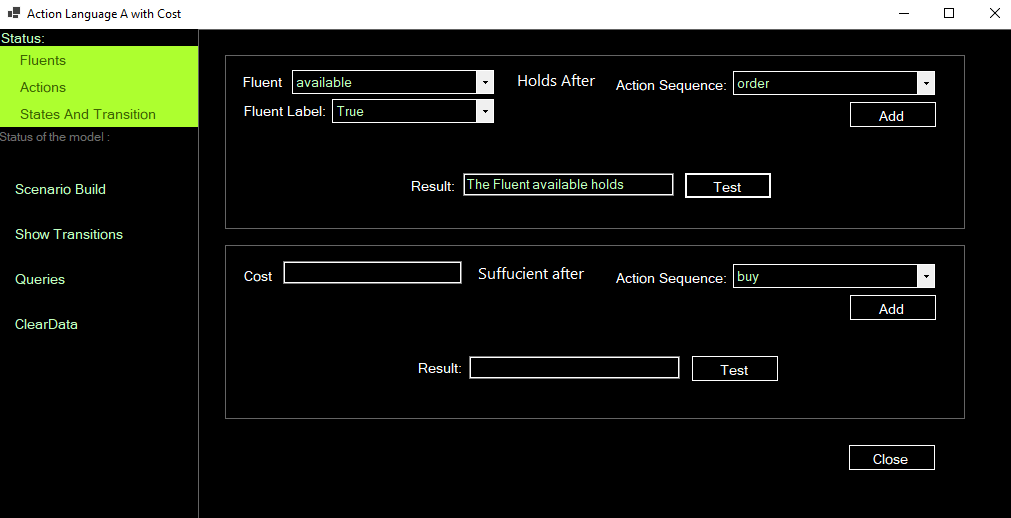 Action Language A with Cost
Status:
Fluents
Actions
States And Transition
Status of the model :
Scenario Build
Show Transitions
Queries
ClearData
Fluent available Holds After Action Sequence: order
Fluent Label: True Add
Result: The Fluent available holds Test
Cost Suffucient after Action Sequence: buy
Add
Result: Test
Close